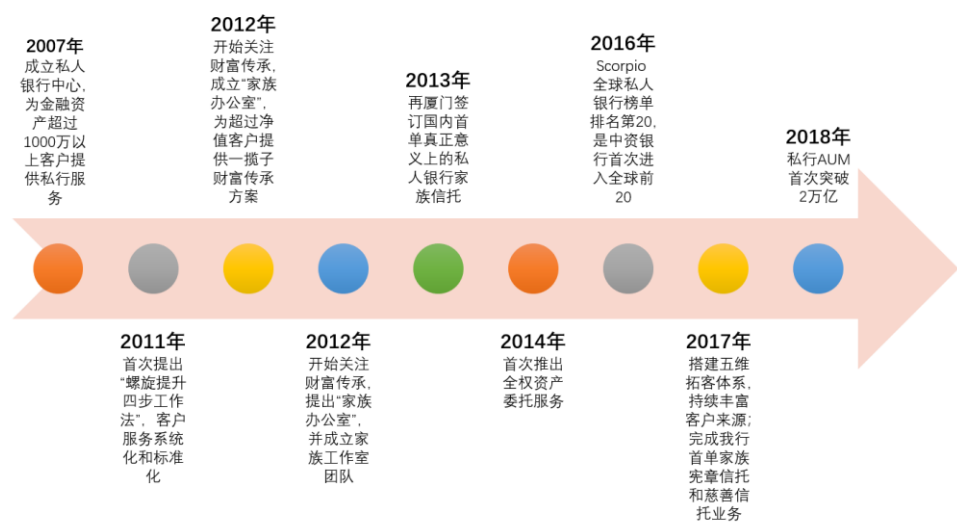 2007年
成立私人
银行中心，
为金融资
产超过
1000万以
上客户提
供私行服
务
2011年
首次提出
“螺旋提升
四步工作
法”，客户
服务系统
化和标准
化
2012年
开始关注
财富传承，
成立“家族
办公室”，
为超过净
值客户提
供一揽子
财富传承
方案
2012年
开始关注
财富传承，
提出“家族
办公室”，
并成立家
族工作室
团队
2013年
再厦门签
订国内首
单真正意
义上的私
人银行家
族信托
2014年
首次推出
全权资产
委托服务
2016年
Scorpio
全球私人
银行榜单
排名第20，
是中资银
行首次进
入全球前
20
2017年
搭建五维
拓客体系，
持续丰富
客户来源；
完成我行
首单家族
宪章信托
和慈善信
托业务
2018年
私行AUM
首次突破
2万亿